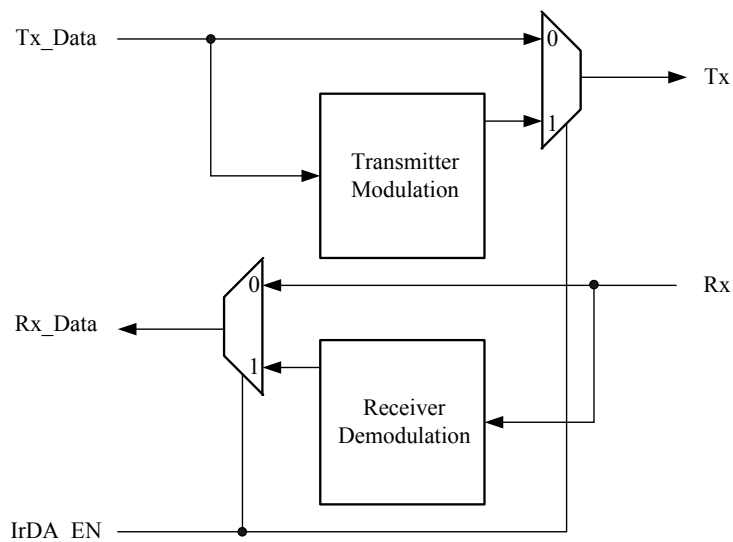 Tx_Data
0
Tx
1
Transmitter
Modulation
0
Rx
Rx_Data
1
Receiver
Demodulation
IrDA_EN